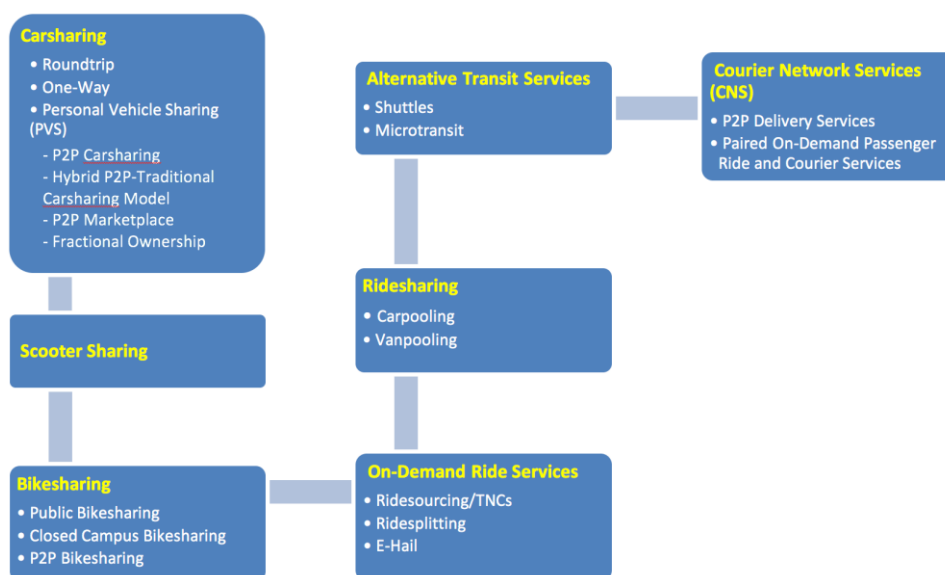 Carsharing
• Roundtrip
• One-Way
• Personal Vehicle Sharing
(PVS)
- P2P Carsharing
- Hybrid P2P-Traditional
Carsharing Model
- P2P Marketplace
- Fractional Ownership
Scooter Sharing
Bikesharing
• Public Bikesharing
• Closed Campus Bikesharing
• P2P Bikesharing
On-Demand Ride Services
• Ridesourcing/TNCs
• Ridesplitting
• E-Hail
Ridesharing
• Carpooling
• Vanpooling
Alternative Transit Services
• Shuttles
• Microtransit
Courier Network Services
(CNS)
• P2P Delivery Services
• Paired On-Demand Passenger
Ride and Courier Services